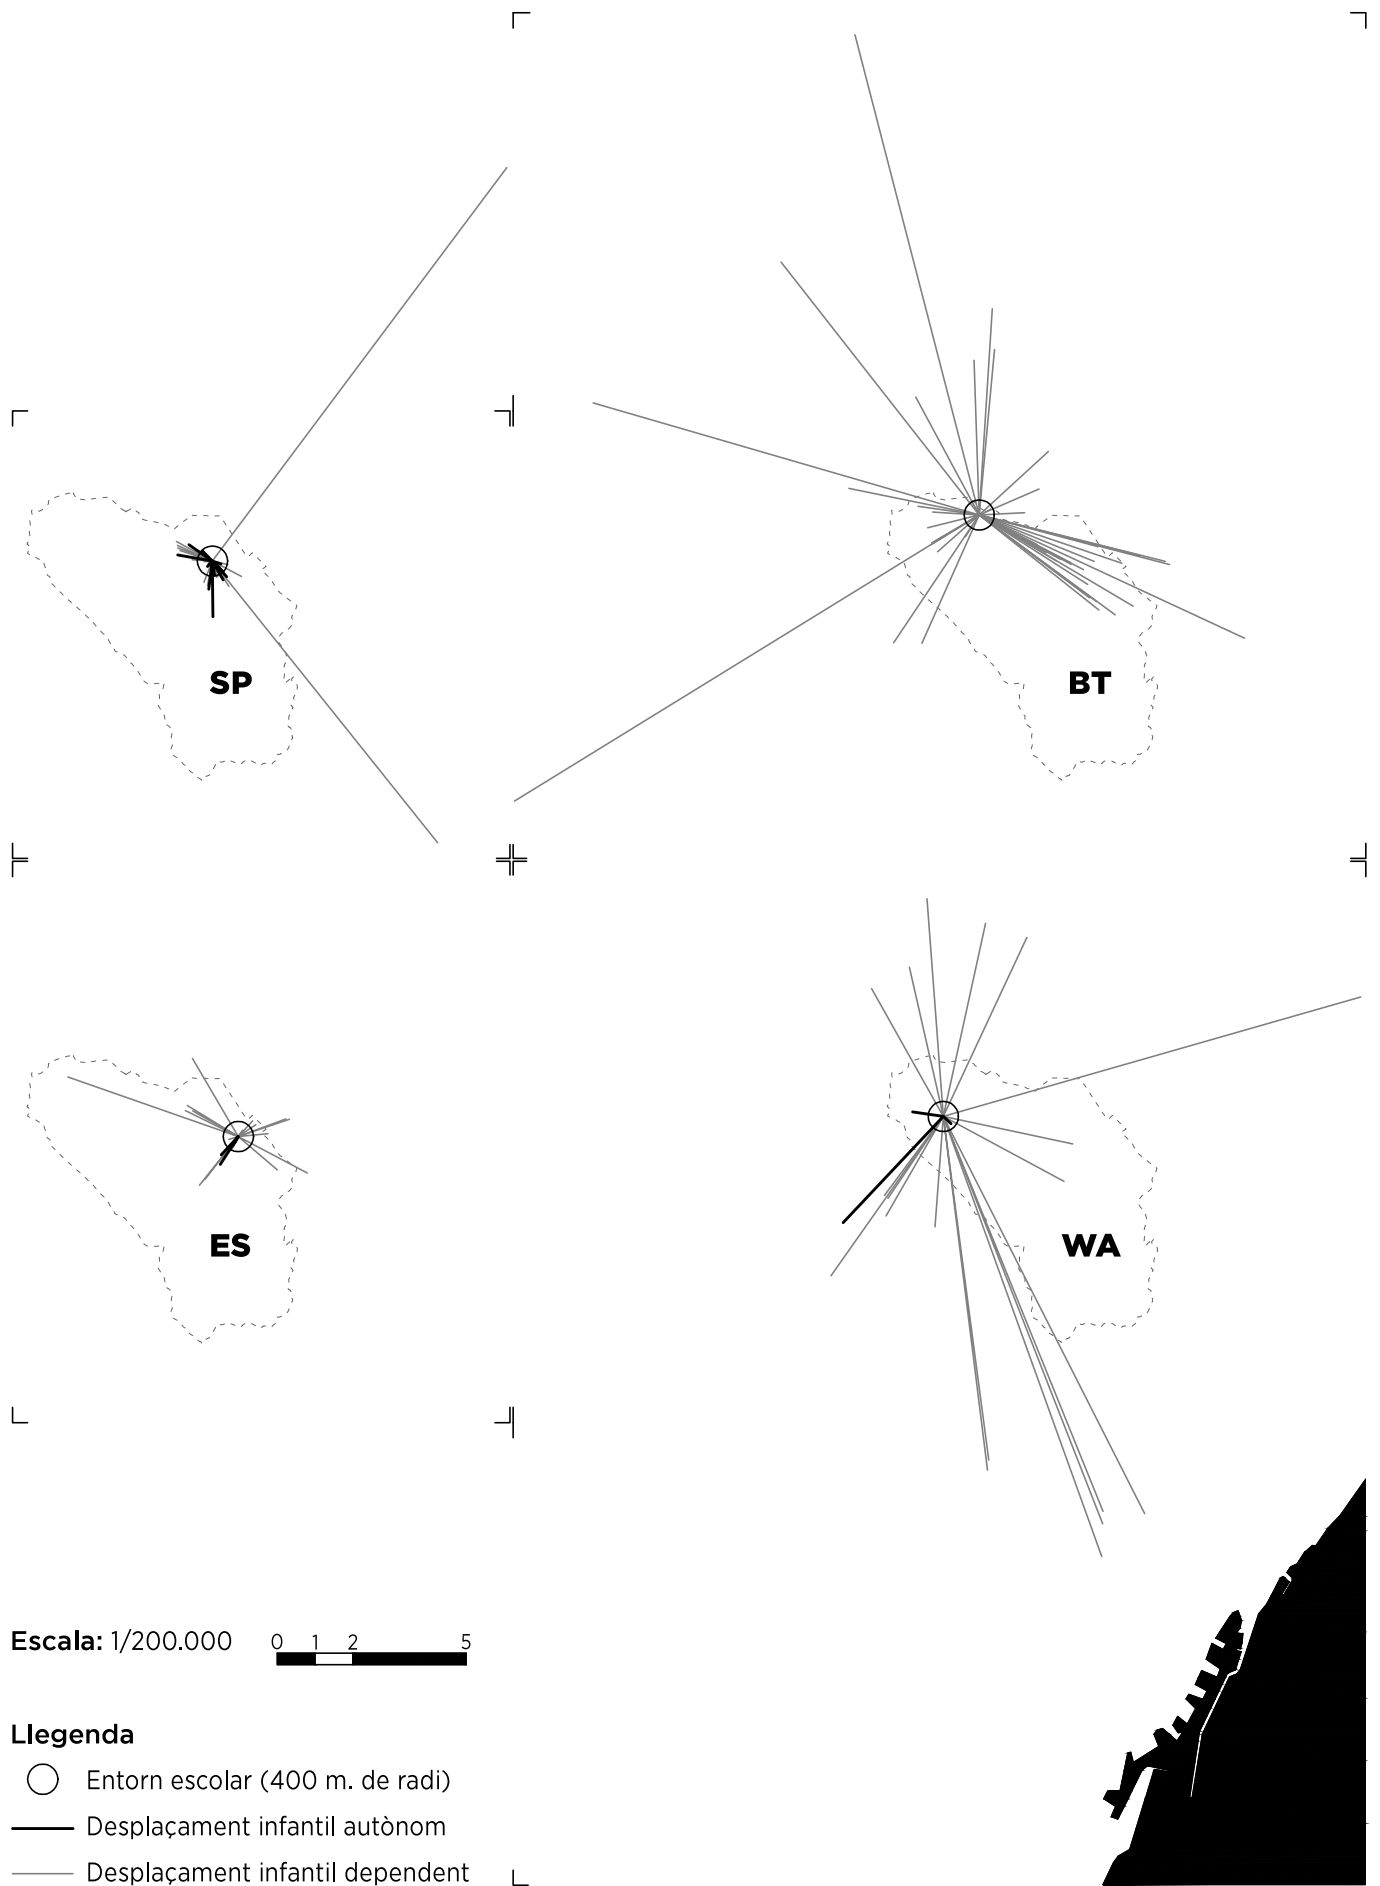 SP
BT
ES
WA
Escala: 1/200.000
0 1 2 5
Llegenda
Entorn escolar (400 m. de radi)
Desplaçament infantil autònom
Desplaçament infantil dependent